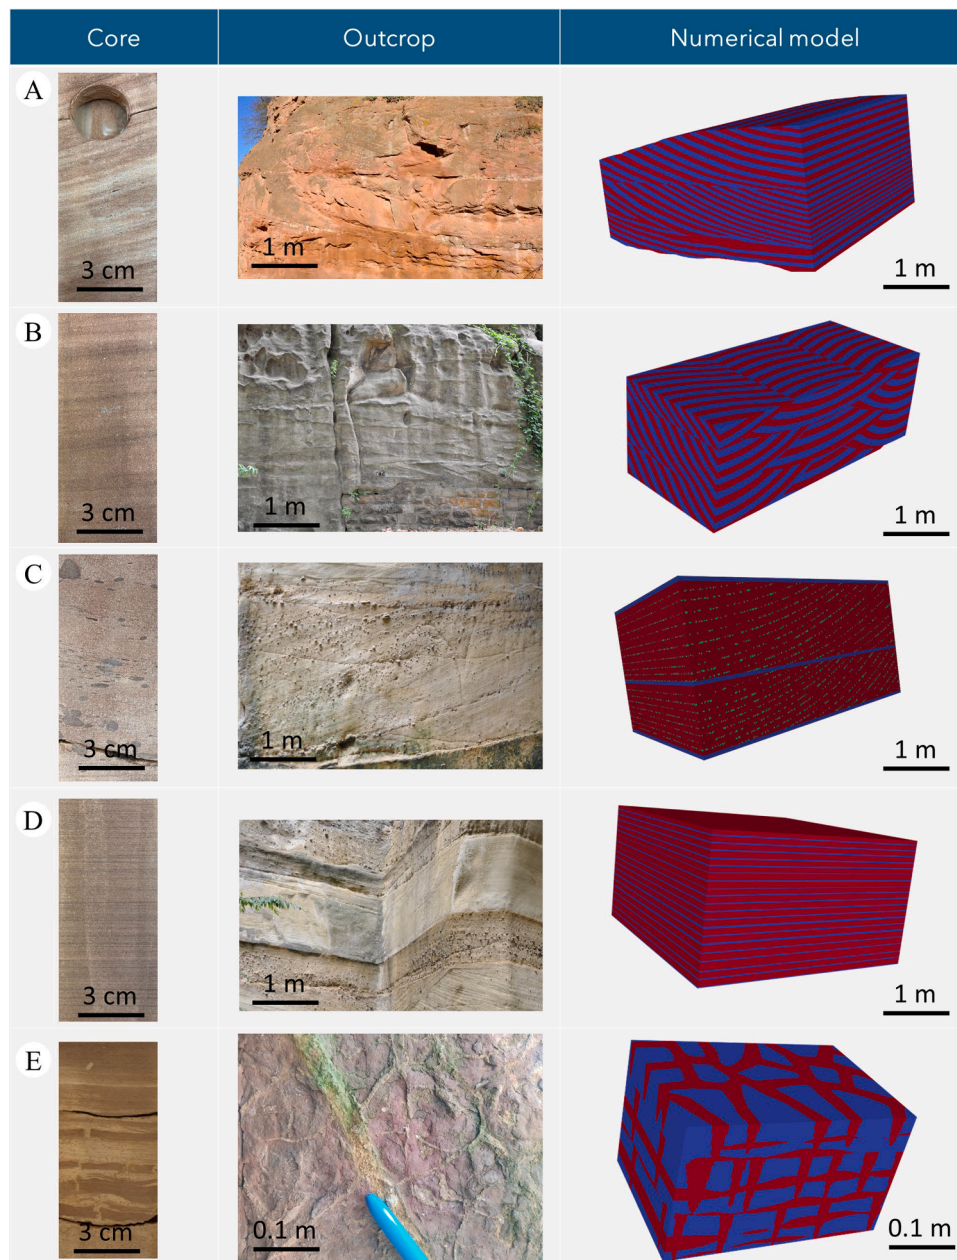 Core Outcrop Numerical model
A
3 cm 1 m 1 m
B
3 cm 1 m 1 m
C
3 cm 1 m 1 m
D
3 cm 1 m 1 m
E
3 cm 0.1 m 0.1 m